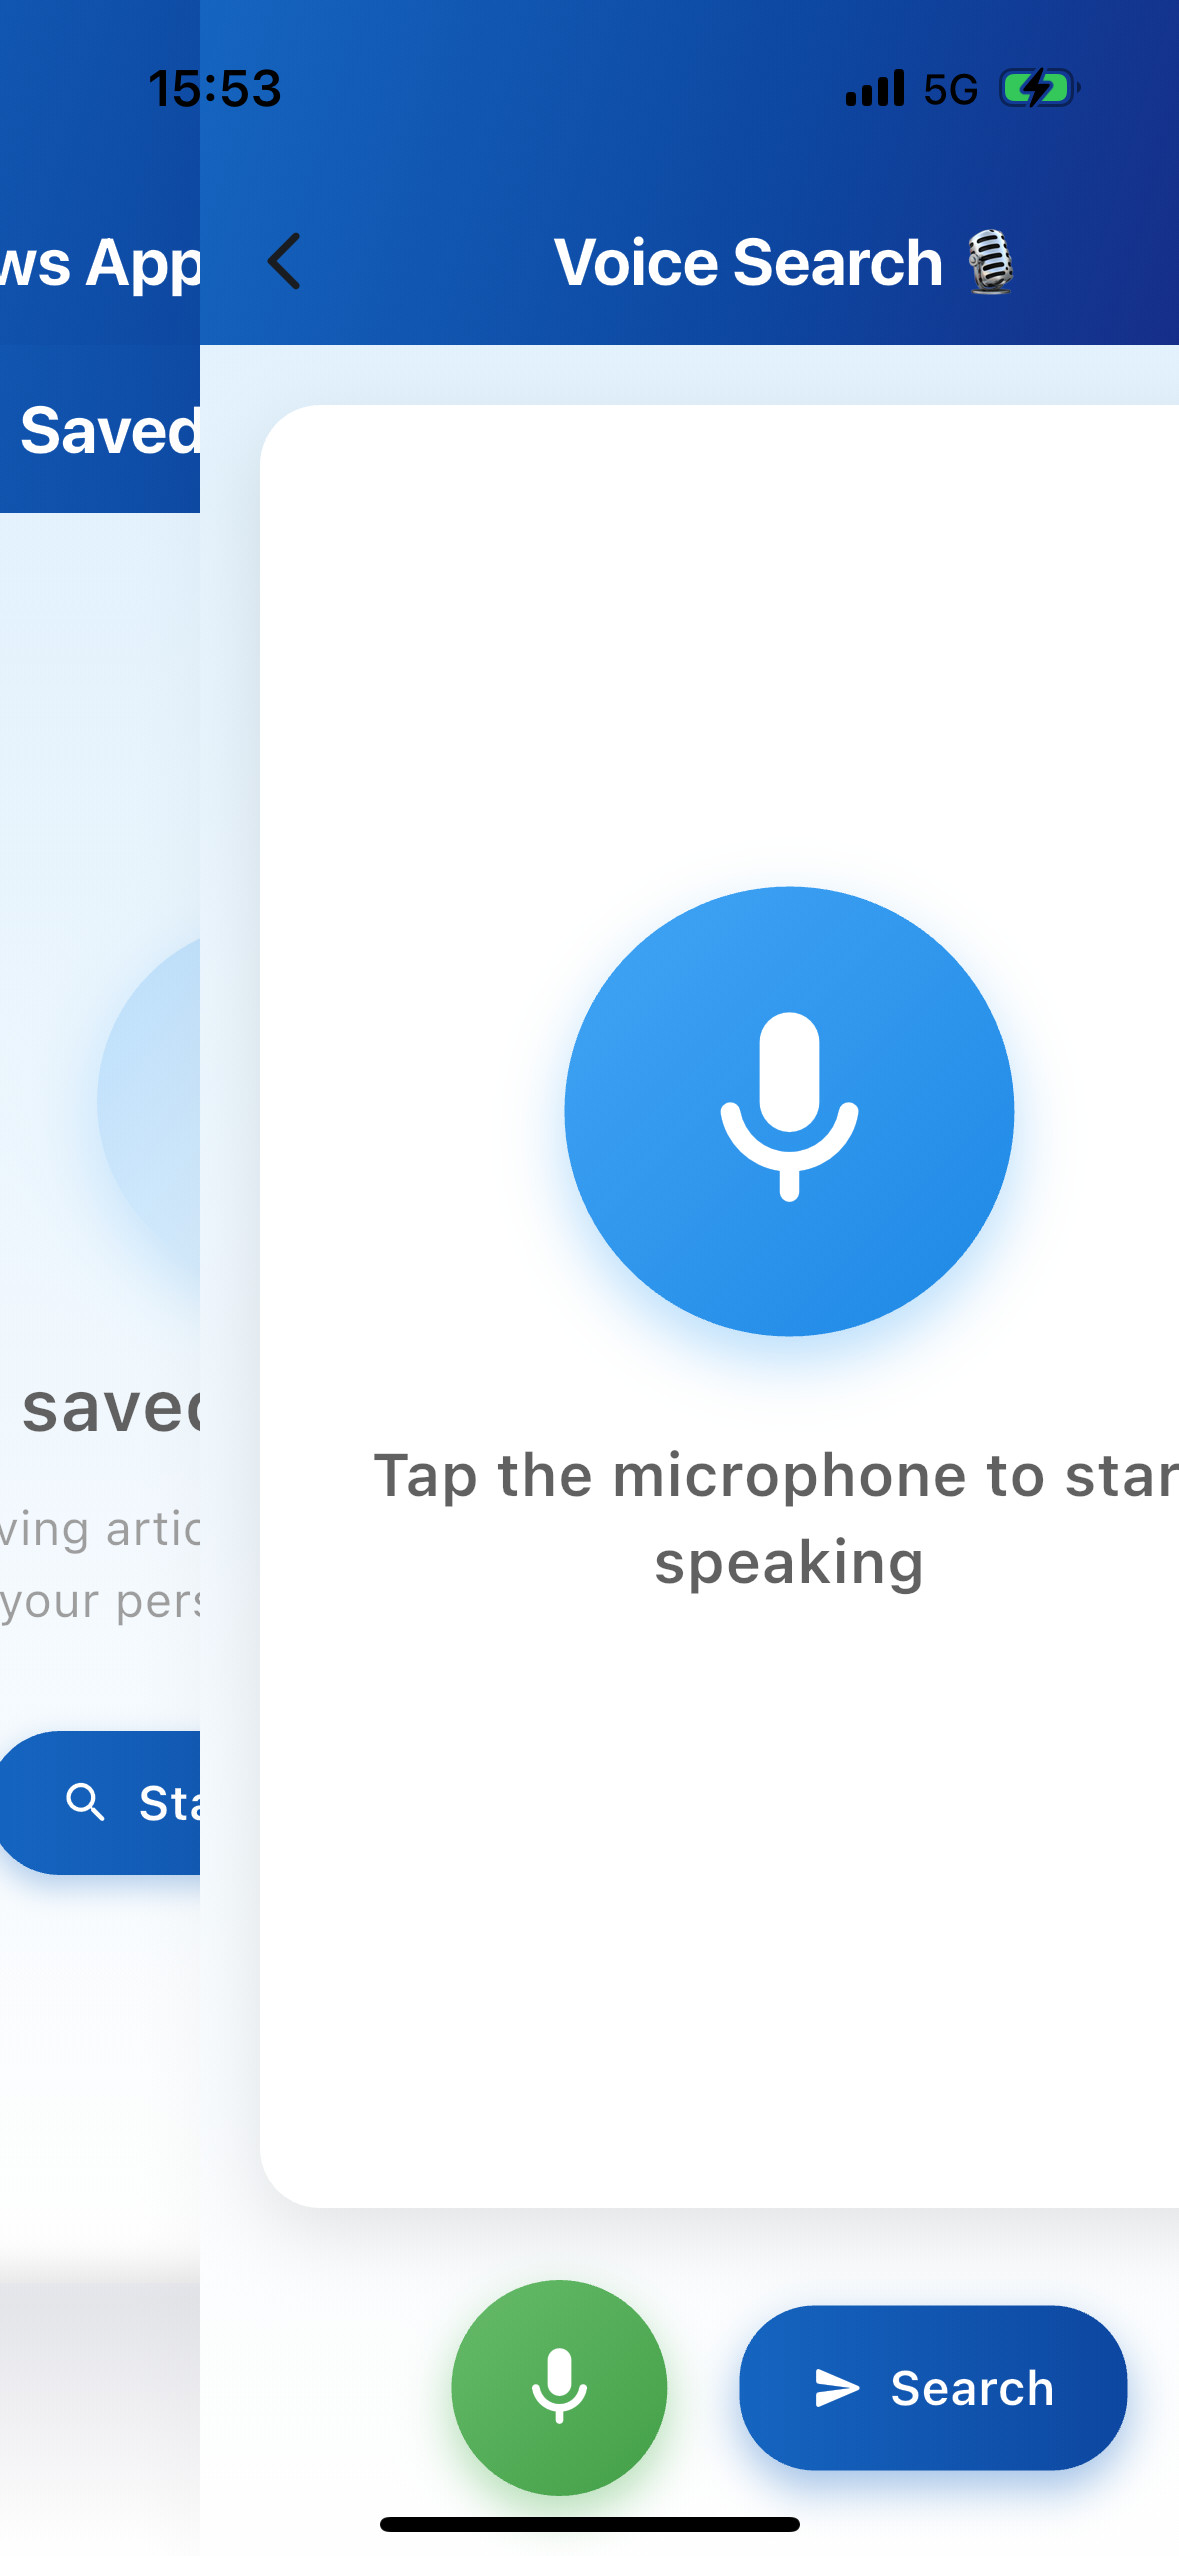 15:53
5G
ws App
Voice Search
Saved
saved
Tap the microphone to star
speaking
ving artic
your pers
Sta
Search